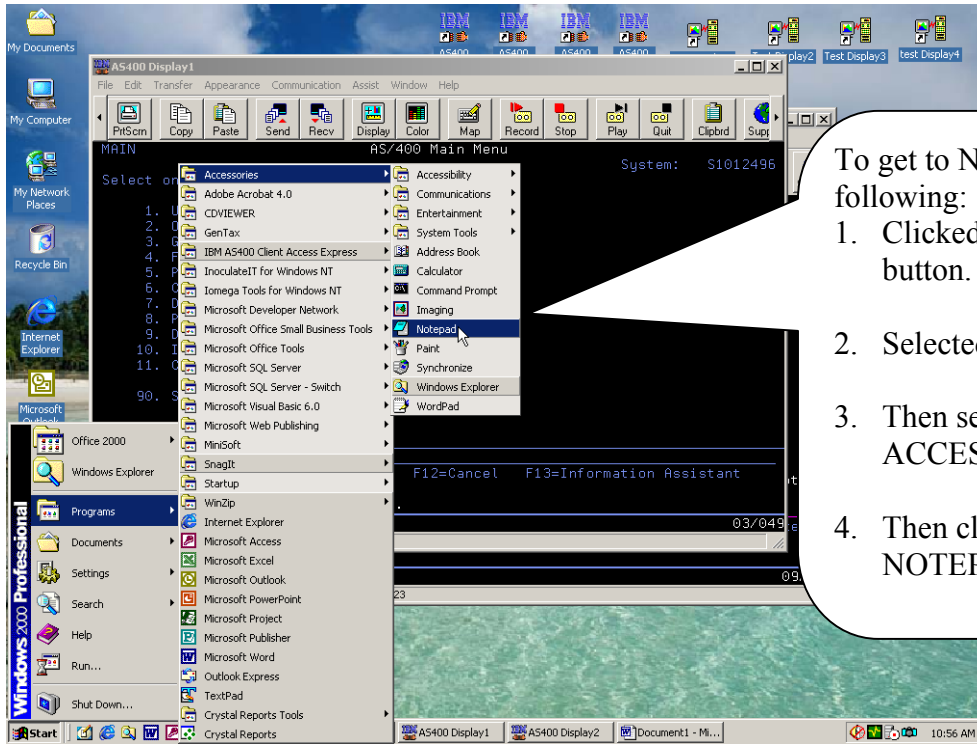 My Documents
IBM IBM IBM IBM
AS400 AS400 AS400 AS400
Test Display3
test Display4
AS400 Display1
File Edit Transfer Appearance Communication Assist Window Help
PrtScrn Copy Paste Send Recv Display Color Map Record Stop Play Quit Clipbrd
My Computer
MAIN AS/400 Main Menu
System: S1012496
My Network
Places
Recycle Bin
Internet
Explorer
Microsoft
Outlook
1.
2.
3.
4.
5.
6.
7.
8.
9.
10.
11.
90.
Accessories
Adobe Acrobat 4.0
CDVIEWER
GenTax
IBM AS400 Client Access Express
InoculateIT for Windows NT
Iomega Tools for Windows NT
Microsoft Developer Network
Microsoft Office Small Business Tools
Microsoft Office Tools
Microsoft SQL Server
Microsoft SQL Server - Switch
Microsoft Visual Basic 6.0
Microsoft Web Publishing
MiniSoft
SnagIt
Startup
WinZip
Internet Explorer
Microsoft Access
Microsoft Excel
Microsoft Outlook
Microsoft PowerPoint
Microsoft Project
Microsoft Publisher
Microsoft Word
Outlook Express
TextPad
Crystal Reports Tools
Crystal Reports
Accessibility
Communications
Entertainment
System Tools
Address Book
Calculator
Command Prompt
Imaging
Notepad
Paint
Synchronize
Windows Explorer
WordPad
F12=Cancel F13=Information Assistant
03/049
Windows 2000 Professional
Office 2000
Windows Explorer
Programs
Documents
Settings
Search
Help
Run...
Shut Down...
To get to N
following:
1. Clicked
button.
2. Selected
3. Then se
ACCES
4. Then cl
NOTEP
Start
AS400 Display1
AS400 Display2
Document1 - Mi...
10:56 AM